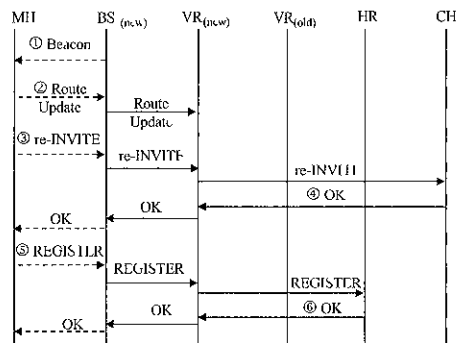 MH BS (new) VR(new) VR(old) HR CH
① Beacon
② Route
Update
Route
Update
③ re-INVITE
re-INVITE
re-INVITE
④ OK
OK
OK
⑤ REGISTER
REGISTER
REGISTER
⑥ OK
OK
OK